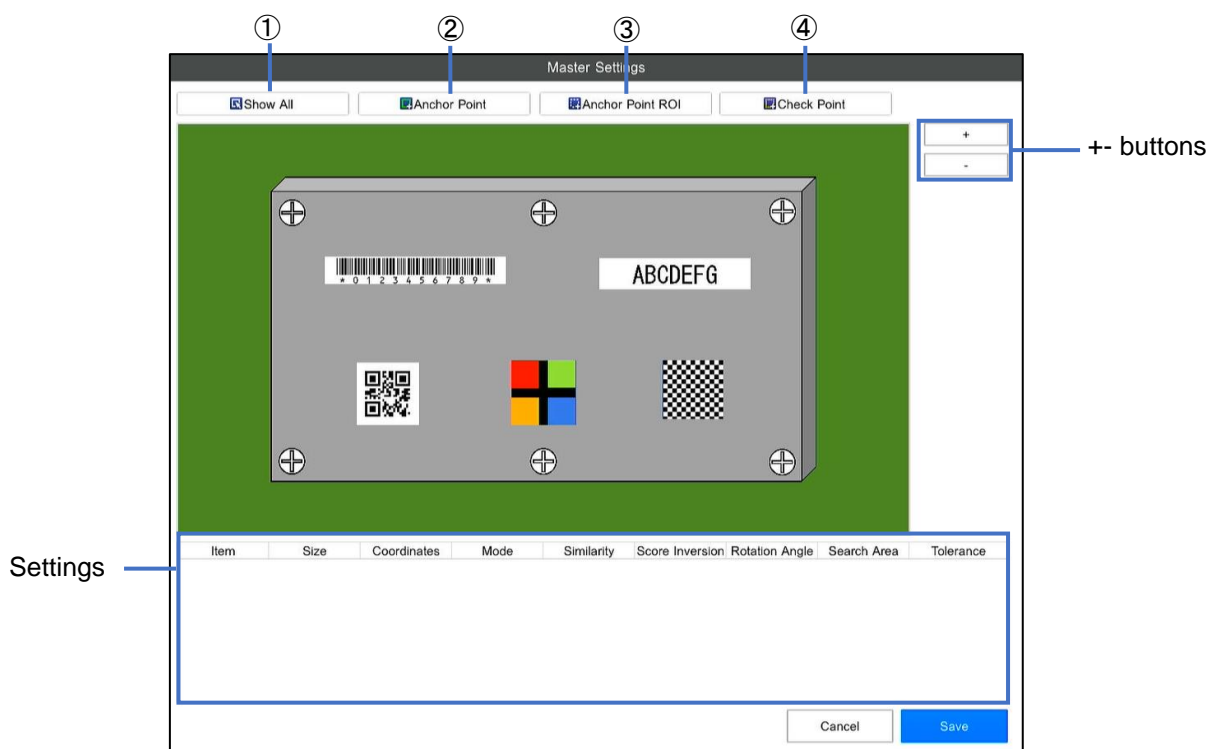 ① ② ③ ④
Master Settings
Show All Anchor Point Anchor Point ROI Check Point
+
+- buttons
-
*0123456789*
ABCDEFG
Item Size Coordinates Mode Similarity Score Inversion Rotation Angle Search Area Tolerance
Settings
Cancel Save